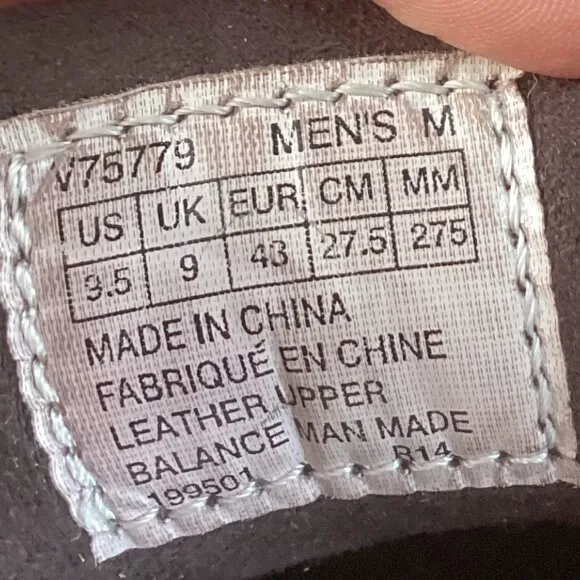 V75779 MEN'S M
US UK EUR CM MM
9.5 9 43 27.5 275
MADE IN CHINA
FABRIQUÉ EN CHINE
LEATHER UPPER
BALANCE MAN MADE
199501 B14